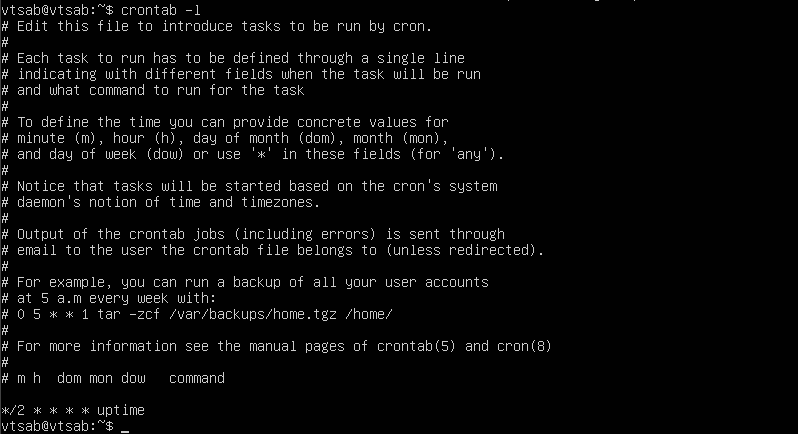 vtsab@vtsab:~$ crontab -l
# Edit this file to introduce tasks to be run by cron.
#
# Each task to run has to be defined through a single line
# indicating with different fields when the task will be run
# and what command to run for the task
#
# To define the time you can provide concrete values for
# minute (m), hour (h), day of month (dom), month (mon),
# and day of week (dow) or use '*' in these fields (for 'any').
#
# Notice that tasks will be started based on the cron's system
# daemon's notion of time and timezones.
#
# Output of the crontab jobs (including errors) is sent through
# email to the user the crontab file belongs to (unless redirected).
#
# For example, you can run a backup of all your user accounts
# at 5 a.m every week with:
# 0 5 * * 1 tar -zcf /var/backups/home.tgz /home/
#
# For more information see the manual pages of crontab(5) and cron(8)
#
# m h  dom mon dow   command

*/2 * * * * uptime
vtsab@vtsab:~$ _